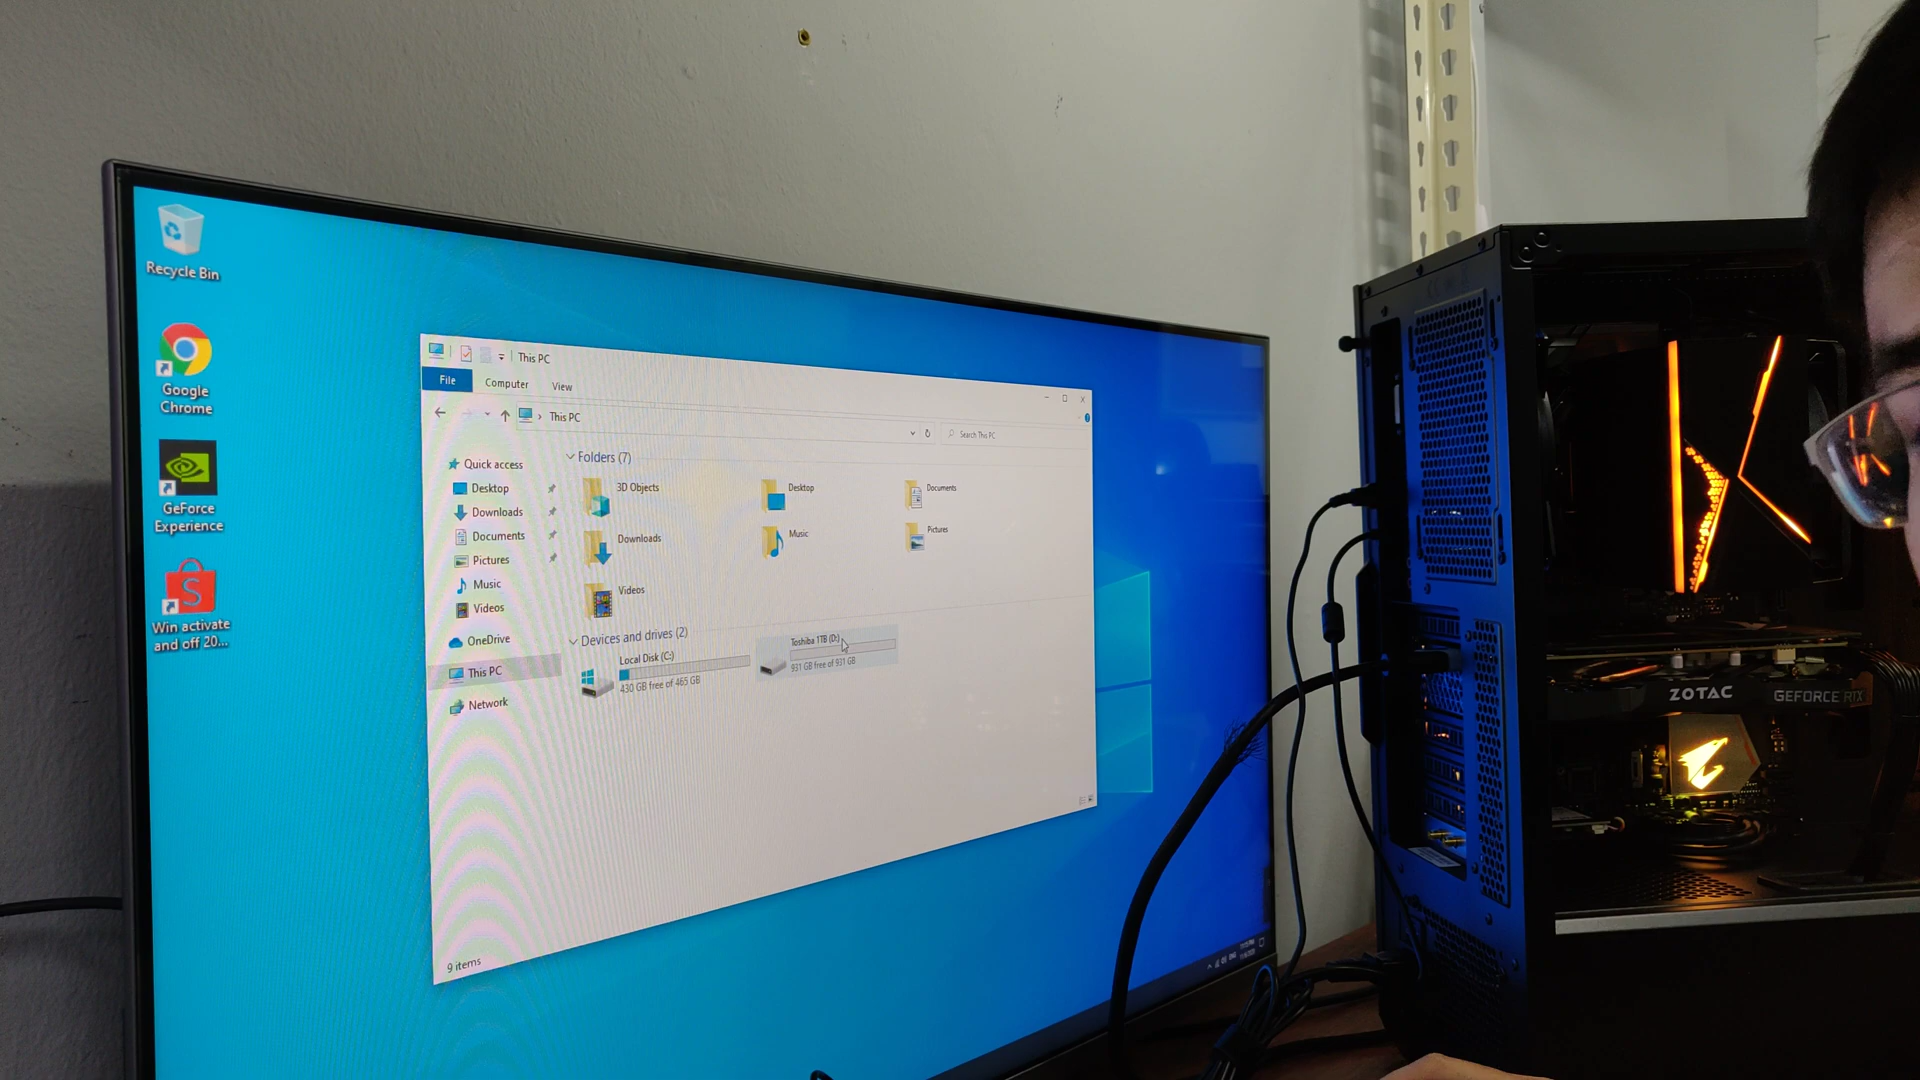 Recycle Bin
Google
Chrome
GeForce
Experience
Win activate
and off 20...
This PC
File
Computer
View
This PC
Search This PC
Quick access
Desktop
Downloads
Documents
Pictures
Music
Videos
OneDrive
This PC
Network
Folders (7)
3D Objects
Desktop
Documents
Downloads
Music
Pictures
Videos
Devices and drives (2)
Local Disk (C:)
430 GB free of 465 GB
Toshiba 1TB (D:)
931 GB free of 931 GB
9 items
ZOTAC
GEFORCE RTX